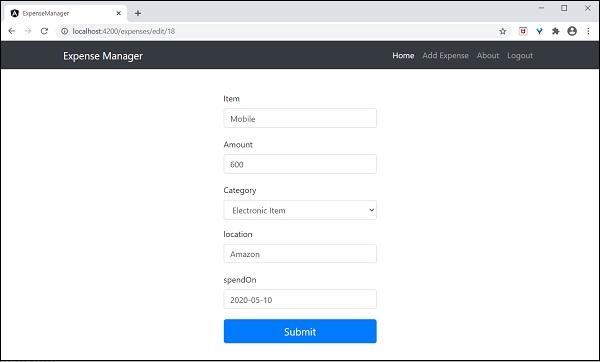 ExpenseManager
localhost:4200/expenses/edit/18
Expense Manager Home Add Expense About Logout
Item
Mobile
Amount
600
Category
Electronic Item
location
Amazon
spendOn
2020-05-10
Submit